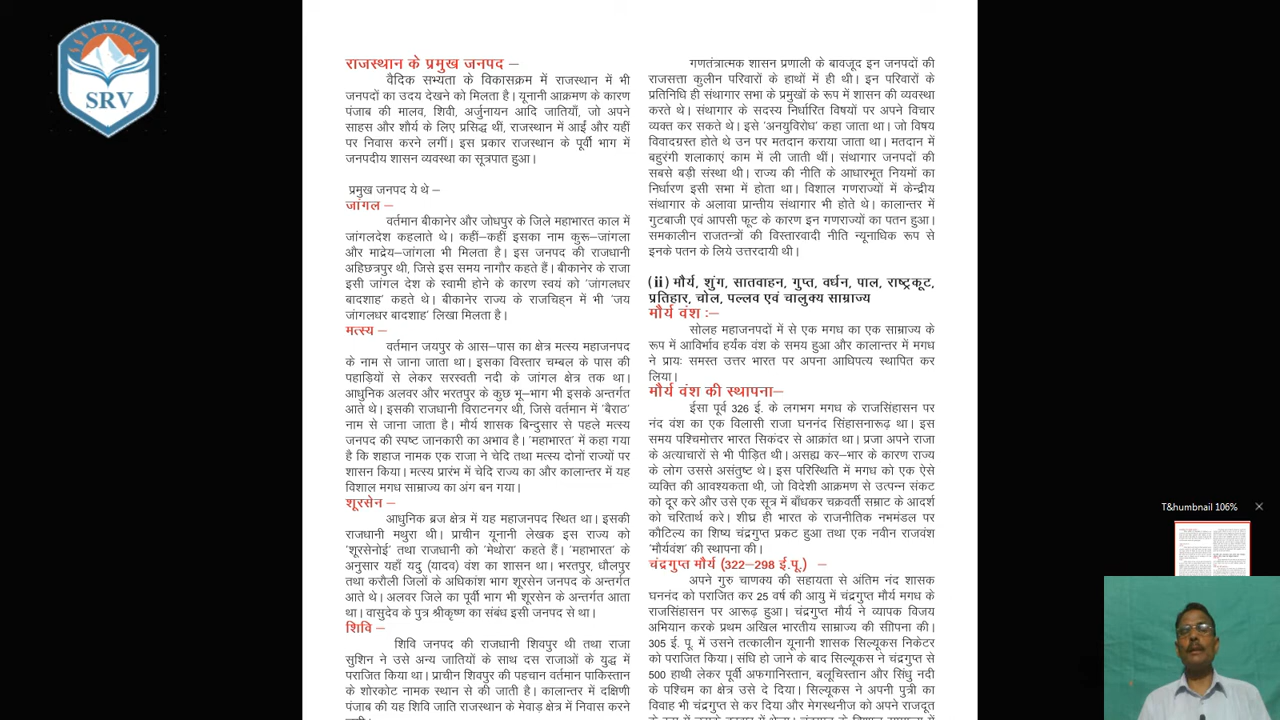 SRV
राजस्थान के प्रमुख जनपद –
वैदिक सभ्यता के विकासक्रम में राजस्थान में भी
जनपदों का उदय देखने को मिलता है। यूनानी आक्रमण के कारण
पंजाब की मालव, शिवी, अर्जुनायन आदि जातियाँ, जो अपने
साहस और शौर्य के लिए प्रसिद्ध थीं, राजस्थान में आईं और यहीं
पर निवास करने लगीं। इस प्रकार राजस्थान के पूर्वी भाग में
जनपदीय शासन व्यवस्था का सूत्रपात हुआ।
प्रमुख जनपद ये थे –
जांगल –
वर्तमान बीकानेर और जोधपुर के जिले महाभारत काल में
जांगलदेश कहलाते थे। कहीं–कहीं इसका नाम कुरू–जांगला
और माद्रेय–जांगला भी मिलता है। इस जनपद की राजधानी
अहिछत्रपुर थी, जिसे इस समय नागौर कहते हैं। बीकानेर के राजा
इसी जांगल देश के स्वामी होने के कारण स्वयं को 'जांगलधर
बादशाह' कहते थे। बीकानेर राज्य के राजचिह्न में भी 'जय
जांगलधर बादशाह' लिखा मिलता है।
मत्स्य –
वर्तमान जयपुर के आस–पास का क्षेत्र मत्स्य महाजनपद
के नाम से जाना जाता था। इसका विस्तार चम्बल के पास की
पहाड़ियों से लेकर सरस्वती नदी के जांगल क्षेत्र तक था।
आधुनिक अलवर और भरतपुर के कुछ भू–भाग भी इसके अन्तर्गत
आते थे। इसकी राजधानी विराटनगर थी, जिसे वर्तमान में 'बैराठ'
नाम से जाना जाता है। मौर्य शासक बिन्दुसार से पहले मत्स्य
जनपद की स्पष्ट जानकारी का अभाव है। 'महाभारत' में कहा गया
है कि शहाज नामक एक राजा ने चेदि तथा मत्स्य दोनों राज्यों पर
शासन किया। मत्स्य प्रारंभ में चेदि राज्य का और कालान्तर में यह
विशाल मगध साम्राज्य का अंग बन गया।
शूरसेन –
आधुनिक ब्रज क्षेत्र में यह महाजनपद स्थित था। इसकी
राजधानी मथुरा थी। प्राचीन यूनानी लेखक इस राज्य को
'शूरसेनोई' तथा राजधानी को 'मेथोरा' कहते हैं। 'महाभारत' के
अनुसार यहाँ यदु (यादव) वंश का शासन था। भरतपुर, धौलपुर
तथा करौली जिलों के अधिकांश भाग शूरसेन जनपद के अन्तर्गत
आते थे। अलवर जिले का पूर्वी भाग भी शूरसेन के अन्तर्गत आता
था। वासुदेव के पुत्र श्रीकृष्ण का संबंध इसी जनपद से था।
शिवि –
शिवि जनपद की राजधानी शिवपुर थी तथा राजा
सुशिन ने उसे अन्य जातियों के साथ दस राजाओं के युद्ध में
पराजित किया था। प्राचीन शिवपुर की पहचान वर्तमान पाकिस्तान
के शोरकोट नामक स्थान से की जाती है। कालान्तर में दक्षिणी
पंजाब की यह शिवि जाति राजस्थान के मेवाड़ क्षेत्र में निवास करने
गणतंत्रात्मक शासन प्रणाली के बावजूद इन जनपदों की
राजसत्ता कुलीन परिवारों के हाथों में ही थी। इन परिवारों के
प्रतिनिधि ही संथागार सभा के प्रमुखों के रूप में शासन की व्यवस्था
करते थे। संथागार के सदस्य निर्धारित विषयों पर अपने विचार
व्यक्त कर सकते थे। इसे 'अनयुविरोध' कहा जाता था। जो विषय
विवादग्रस्त होते थे उन पर मतदान कराया जाता था। मतदान में
बहुरंगी शलाकाएं काम में ली जाती थीं। संथागार जनपदों की
सबसे बड़ी संस्था थी। राज्य की नीति के आधारभूत नियमों का
निर्धारण इसी सभा में होता था। विशाल गणराज्यों में केन्द्रीय
संथागार के अलावा प्रान्तीय संथागार भी होते थे। कालान्तर में
गुटबाजी एवं आपसी फूट के कारण इन गणराज्यों का पतन हुआ।
समकालीन राजतन्त्रों की विस्तारवादी नीति न्यूनाधिक रूप से
इनके पतन के लिये उत्तरदायी थी।
(ii) मौर्य, शुंग, सातवाहन, गुप्त, वर्धन, पाल, राष्ट्रकूट,
प्रतिहार, चोल, पल्लव एवं चालुक्य साम्राज्य
मौर्य वंश :–
सोलह महाजनपदों में से एक मगध का एक साम्राज्य के
रूप में आविर्भाव हर्यंक वंश के समय हुआ और कालान्तर में मगध
ने प्रायः समस्त उत्तर भारत पर अपना आधिपत्य स्थापित कर
लिया।
मौर्य वंश की स्थापना–
ईसा पूर्व 326 ई. के लगभग मगध के राजसिंहासन पर
नंद वंश का एक विलासी राजा घननंद सिंहासनारूढ़ था। इस
समय पश्चिमोत्तर भारत सिकंदर से आक्रांत था। प्रजा अपने राजा
के अत्याचारों से भी पीड़ित थी। असह्य कर–भार के कारण राज्य
के लोग उससे असंतुष्ट थे। इस परिस्थिति में मगध को एक ऐसे
व्यक्ति की आवश्यकता थी, जो विदेशी आक्रमण से उत्पन्न संकट
को दूर करे और उसे एक सूत्र में बाँधकर चक्रवर्ती सम्राट के आदर्श
को चरितार्थ करे। शीघ्र ही भारत के राजनीतिक नभमंडल पर
कौटिल्य का शिष्य चंद्रगुप्त प्रकट हुआ तथा एक नवीन राजवंश
'मौर्यवंश' की स्थापना की।
चंद्रगुप्त मौर्य (322–298 ई.पू.) –
अपने गुरु चाणक्य की सहायता से अंतिम नंद शासक
घननंद को पराजित कर 25 वर्ष की आयु में चंद्रगुप्त मौर्य मगध के
राजसिंहासन पर आरूढ़ हुआ। चंद्रगुप्त मौर्य ने व्यापक विजय
अभियान करके प्रथम अखिल भारतीय साम्राज्य की सीापना की।
305 ई. पू. में उसने तत्कालीन यूनानी शासक सिल्यूकस निकेटर
को पराजित किया। संधि हो जाने के बाद सिल्यूकस ने चंद्रगुप्त से
500 हाथी लेकर पूर्वी अफगानिस्तान, बलूचिस्तान और सिंधु नदी
के पश्चिम का क्षेत्र उसे दे दिया। सिल्यूकस ने अपनी पुत्री का
विवाह भी चंद्रगुप्त से कर दिया और मेगस्थनीज को अपने राजदूत
T&humbnail 106%